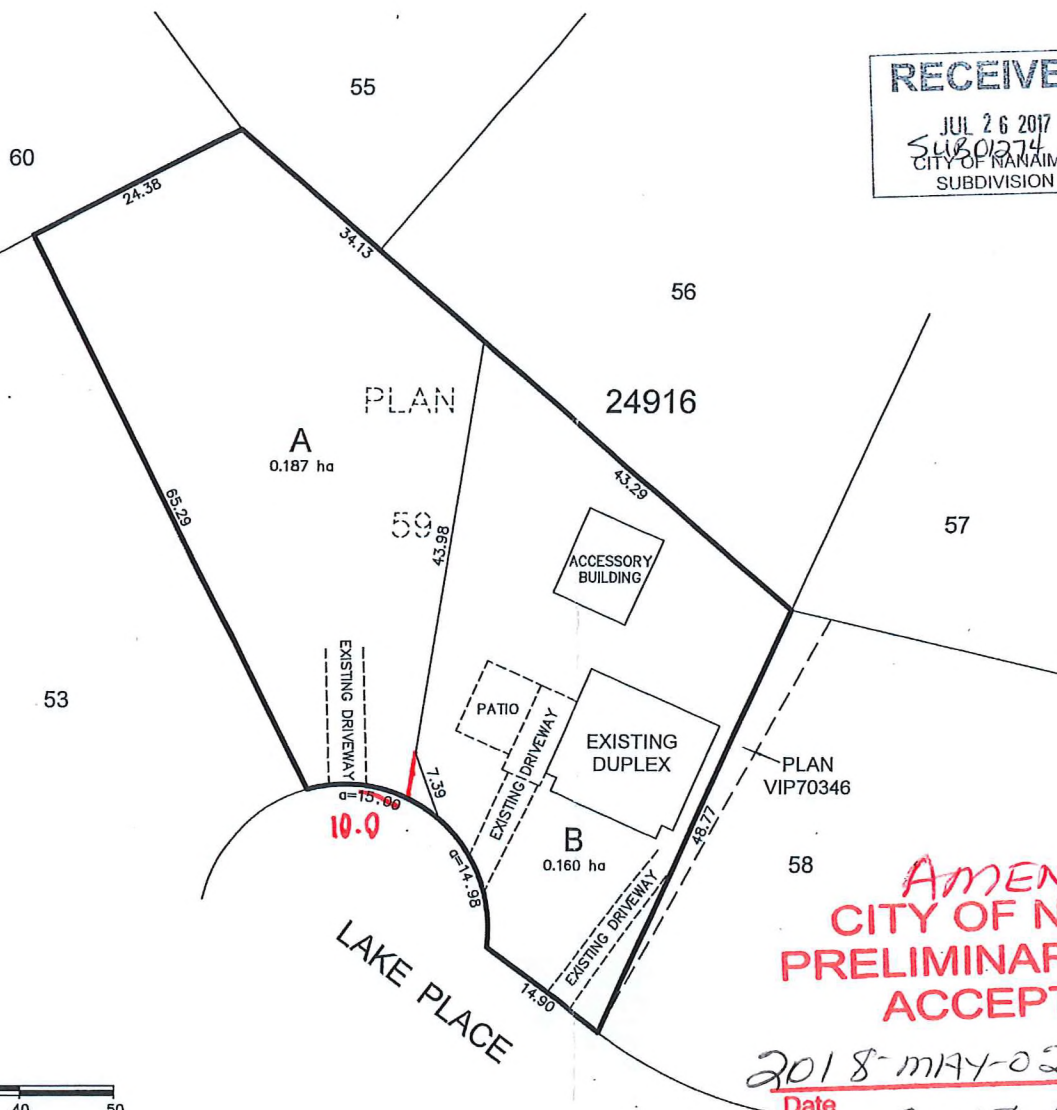 55
60
RECEIVE
JUL 26 2017
SUB01274
CITY OF NANAIM
SUBDIVISION
24.38
34.13
56
PLAN
24916
A
0.187 ha
59
43.98
43.29
65.29
57
ACCESSORY
BUILDING
EXISTING DRIVEWAY
53
PATIO
EXISTING DRIVEWAY
EXISTING
DUPLEX
PLAN
VIP70346
7.39
a=15.00
10.0
a=14.98
B
0.160 ha
48.77
58
EXISTING DRIVEWAY
LAKE PLACE
14.90
AMEN
CITY OF N
PRELIMINAR
ACCEPT
2018-MAY-02
Date
40 50